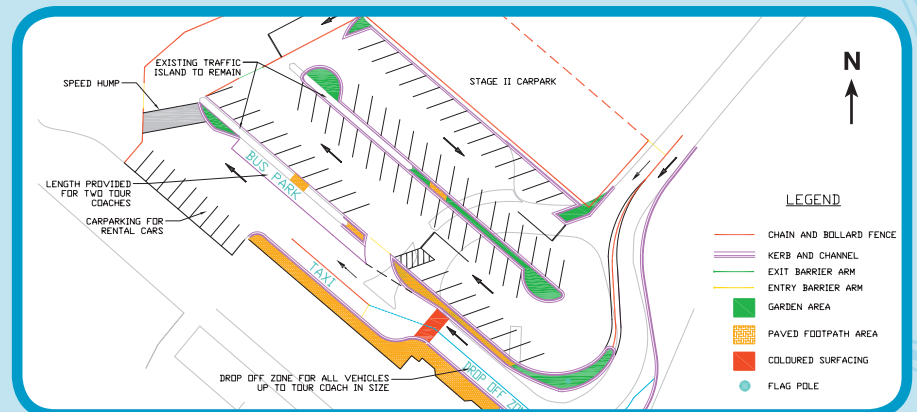 EXISTING TRAFFIC
ISLAND TO REMAIN
SPEED HUMP
STAGE II CARPARK
N
BUS PARK
LENGTH PROVIDED
FOR TWO TOUR
COACHES
CARPARKING FOR
RENTAL CARS
TAXI
DROP OFF ZONE FOR ALL VEHICLES
UP TO TOUR COACH IN SIZE
DROP OFF ZO
LEGEND
CHAIN AND BOLLARD FENCE
KERB AND CHANNEL
EXIT BARRIER ARM
ENTRY BARRIER ARM
GARDEN AREA
PAVED FOOTPATH AREA
COLOURED SURFACING
FLAG POLE